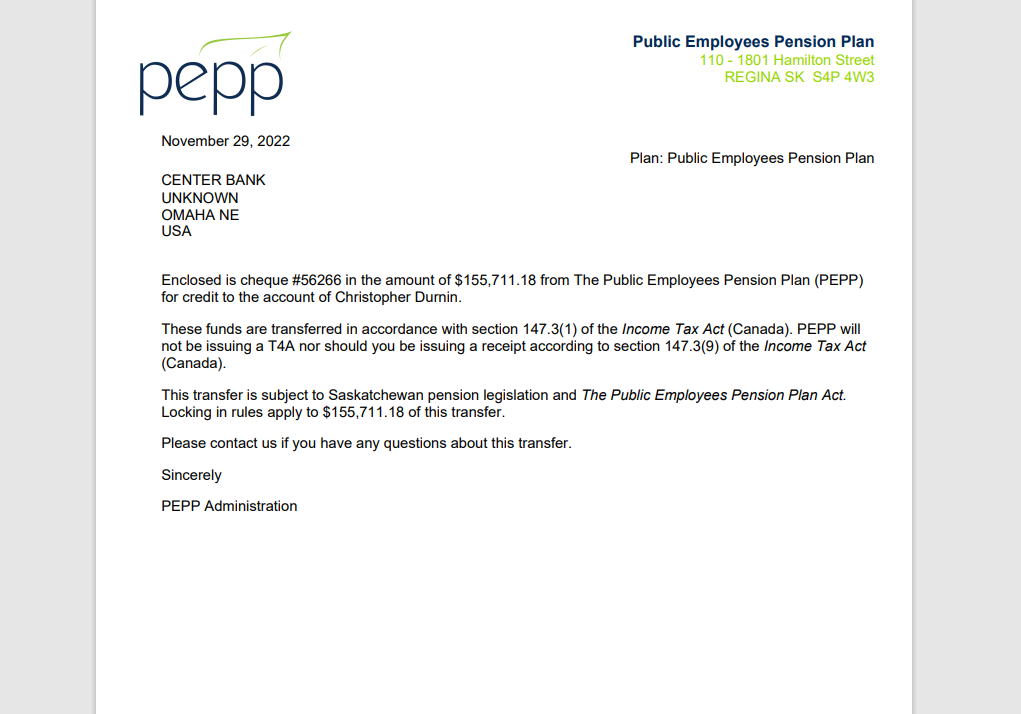 pepp
Public Employees Pension Plan
110 - 1801 Hamilton Street
REGINA SK  S4P 4W3
November 29, 2022
Plan: Public Employees Pension Plan
CENTER BANK
UNKNOWN
OMAHA NE
USA
Enclosed is cheque #56266 in the amount of $155,711.18 from The Public Employees Pension Plan (PEPP)
for credit to the account of Christopher Durnin.
These funds are transferred in accordance with section 147.3(1) of the Income Tax Act (Canada). PEPP will
not be issuing a T4A nor should you be issuing a receipt according to section 147.3(9) of the Income Tax Act
(Canada).
This transfer is subject to Saskatchewan pension legislation and The Public Employees Pension Plan Act.
Locking in rules apply to $155,711.18 of this transfer.
Please contact us if you have any questions about this transfer.
Sincerely
PEPP Administration